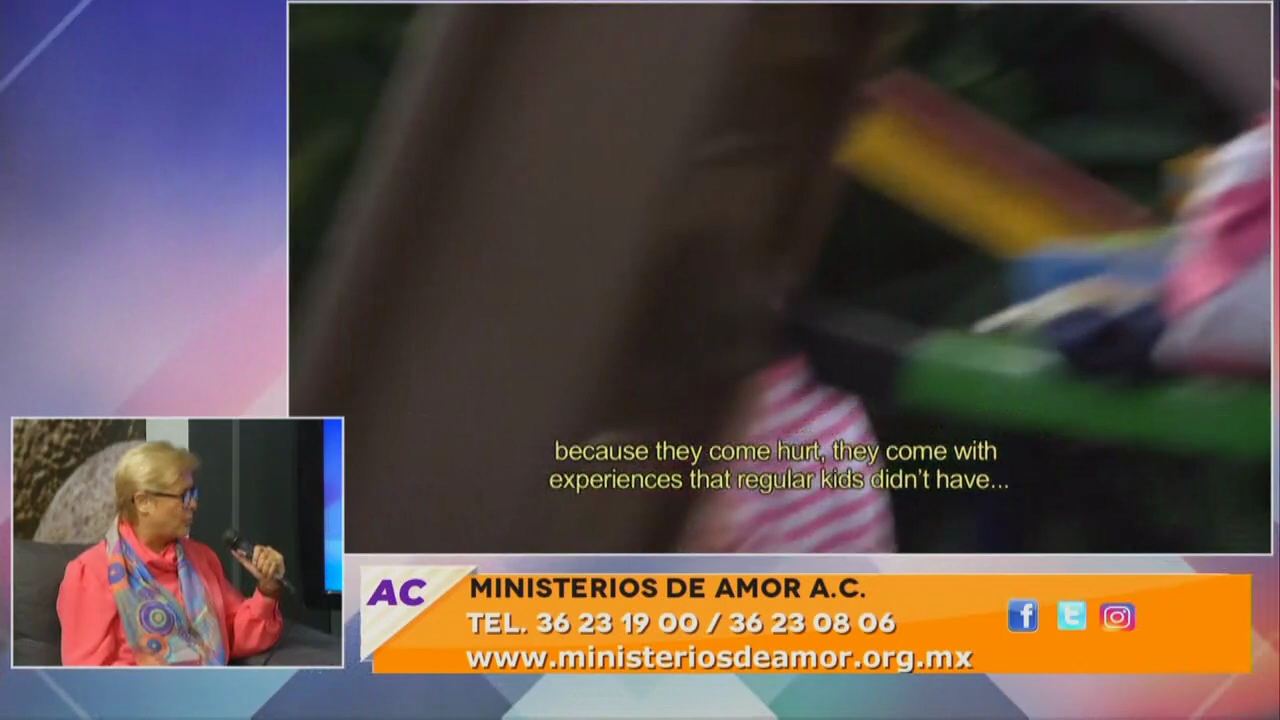 because they come hurt, they come with
experiences that regular kids didn't have...
AC
MINISTERIOS DE AMOR A.C.
TEL. 36 23 19 00 / 36 23 08 06
www.ministeriosdeamor.org.mx